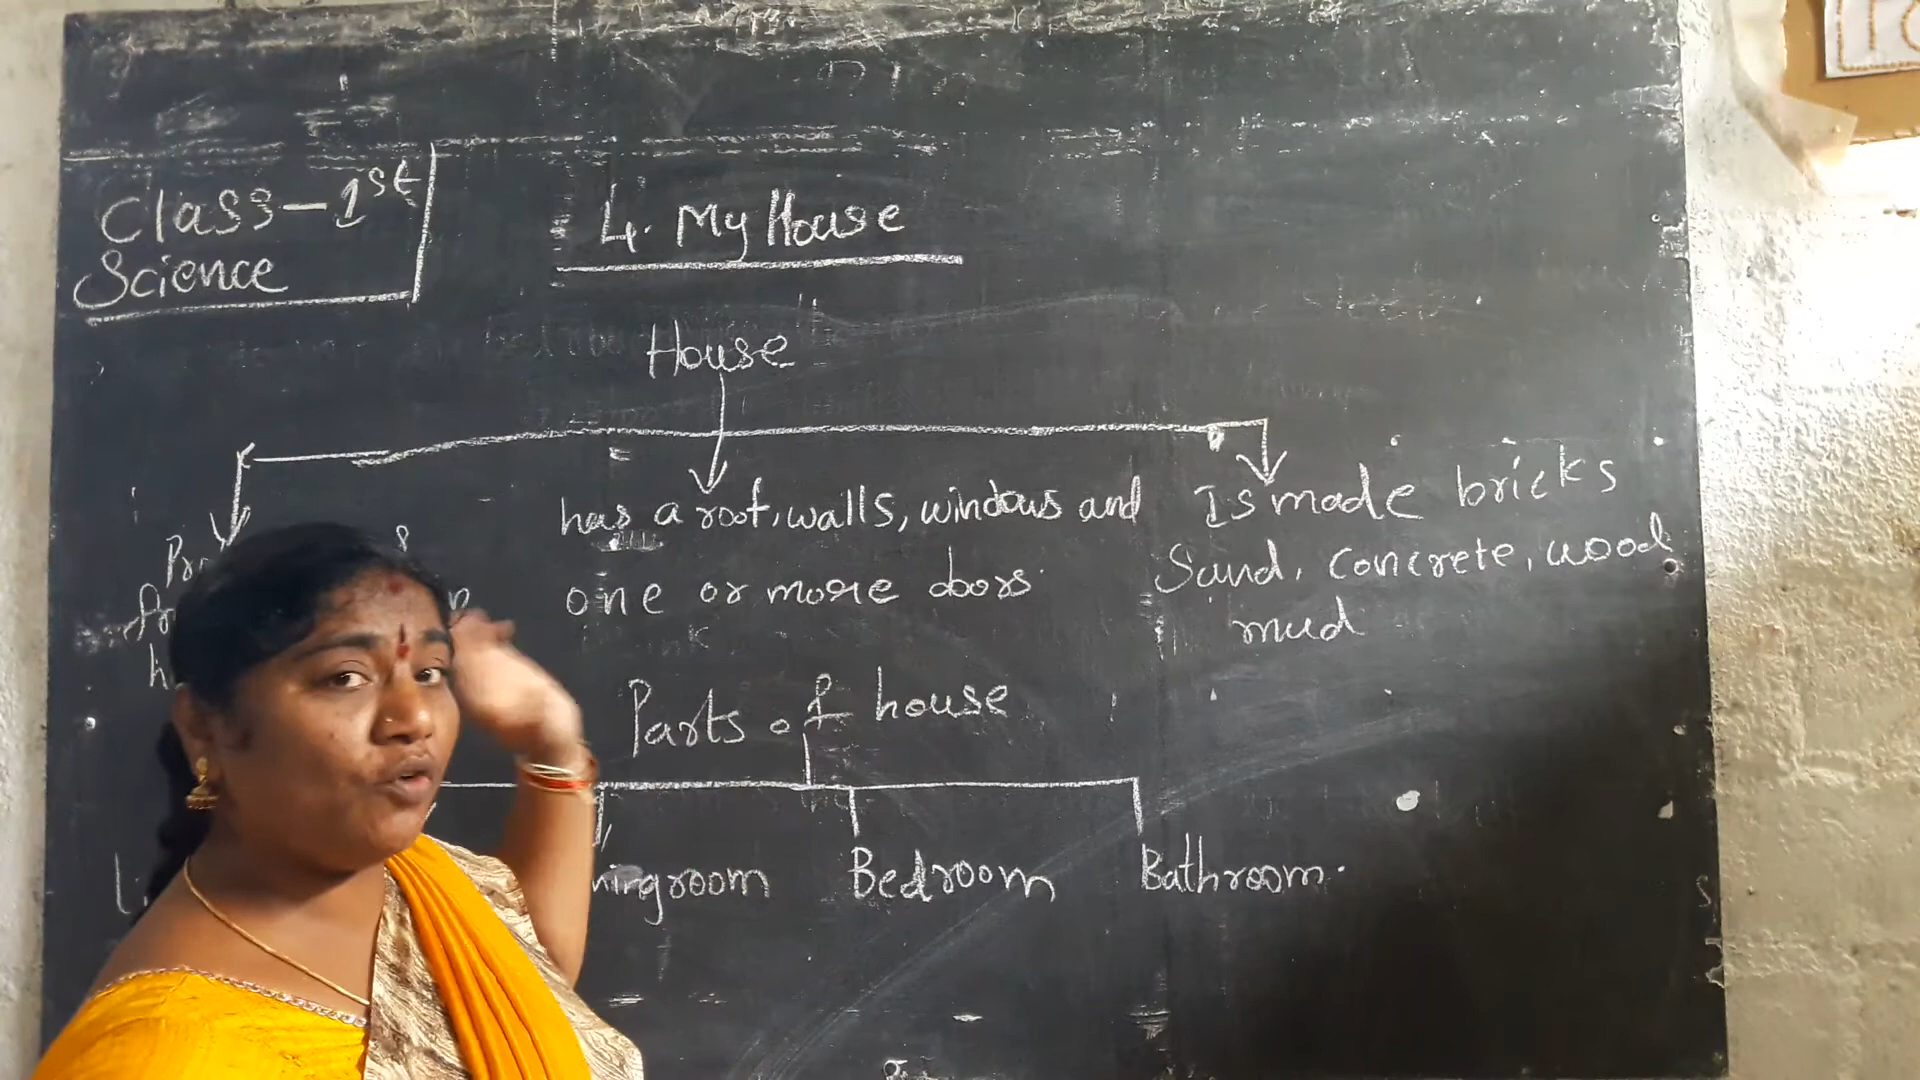 Class-1st
Science
4. My House
House
has a roof, walls, windows and
one or more doors
Is made bricks
Sand, concrete, wood
mud
Parts of house
Bedroom
Bathroom.